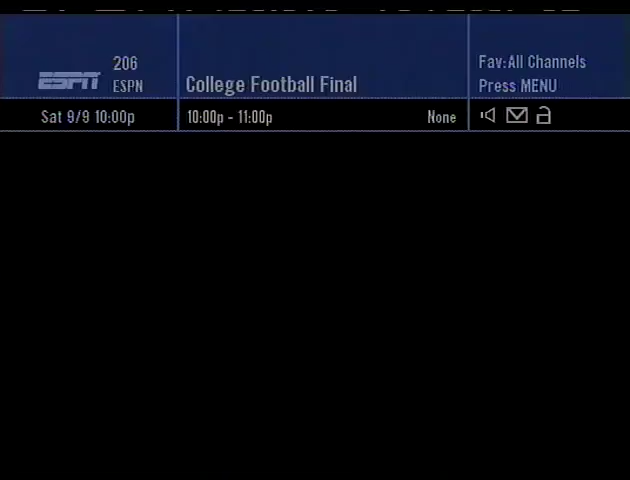 206
Fav:All Channels
ESPN ESPN College Football Final Press MENU
Sat 9/9 10:00p 10:00p - 11:00p None